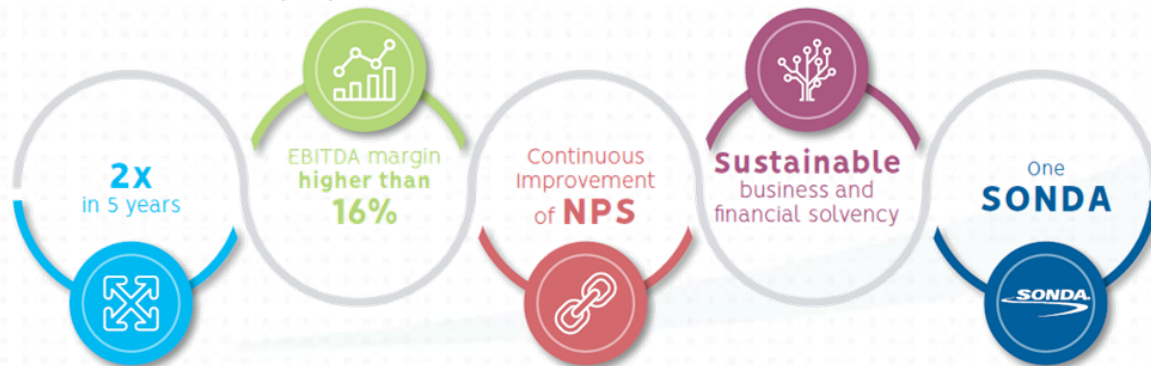 2x
in 5 years
EBITDA margin
higher than
16%
Continuous
Improvement
of NPS
Sustainable
business and
financial solvency
One
SONDA
SONDA